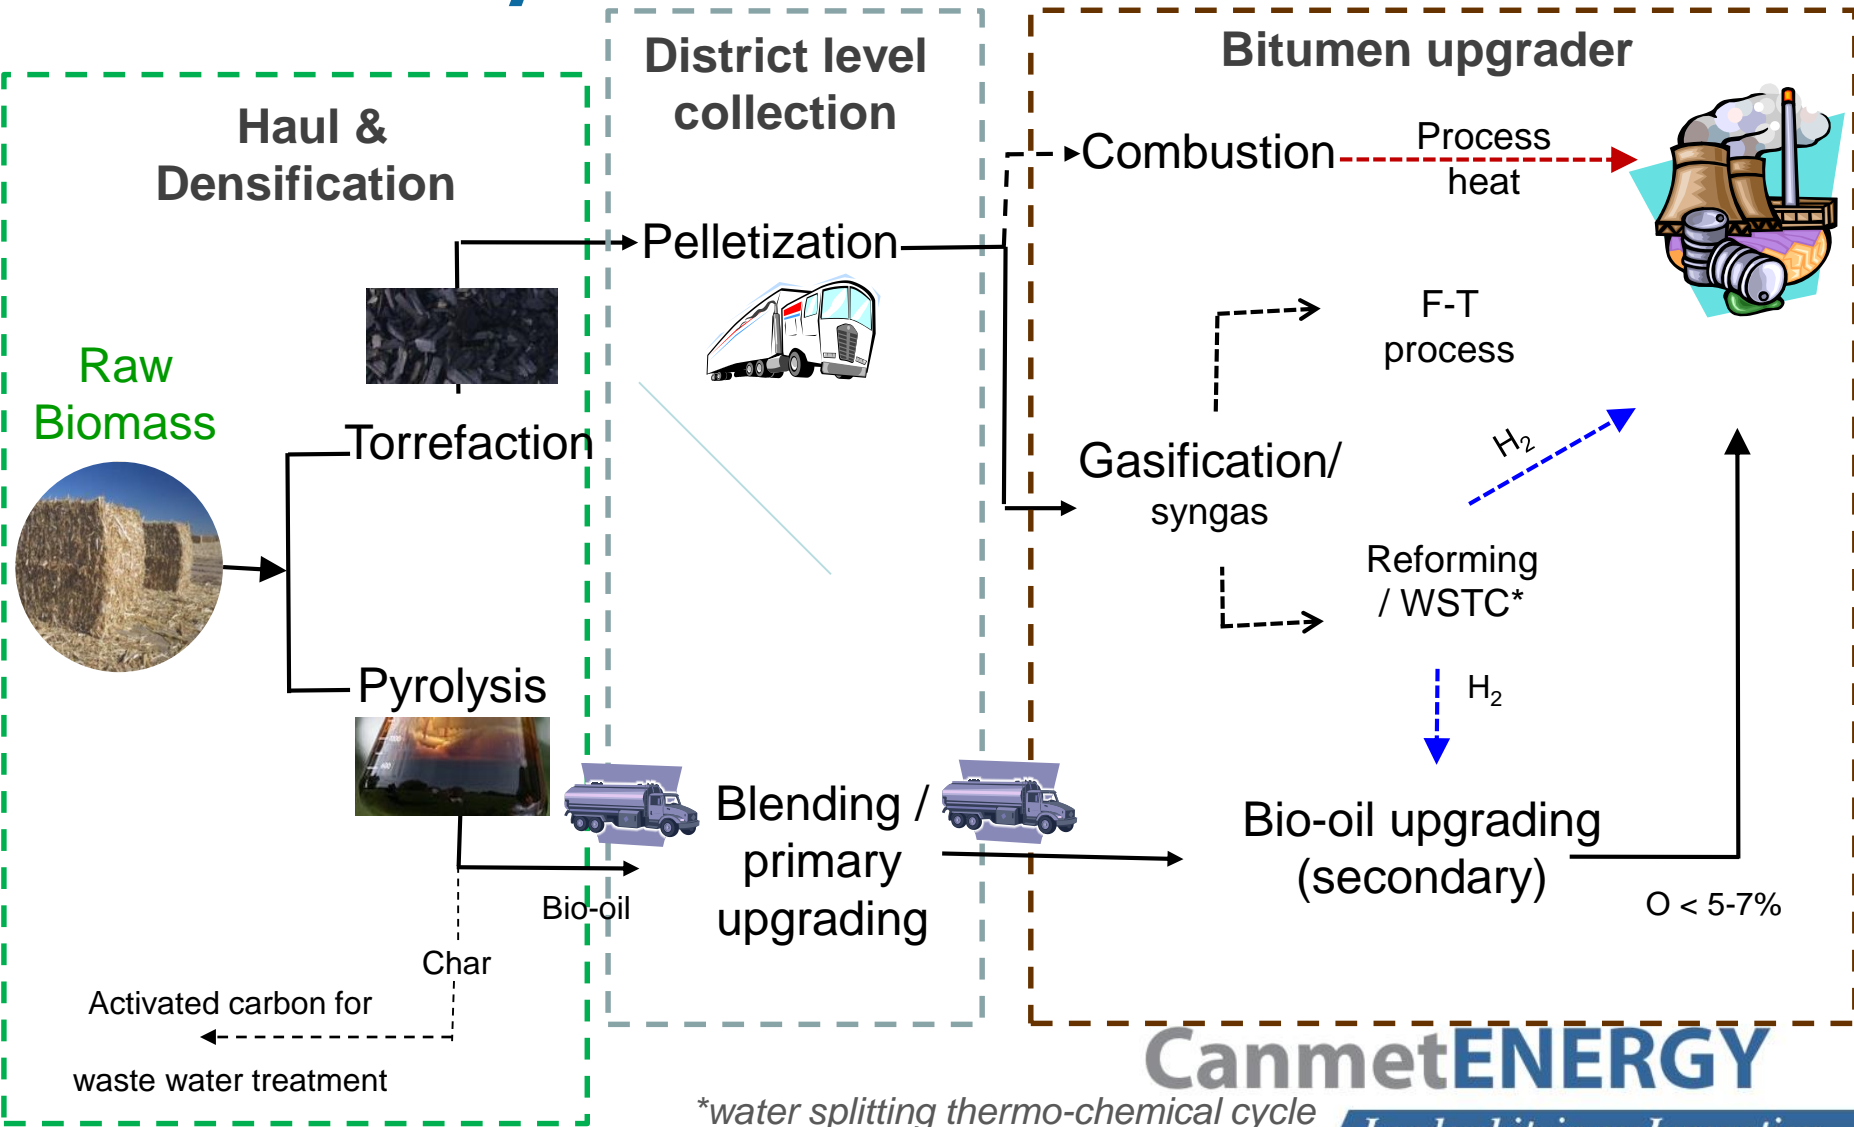 Haul &
Densification
Raw
Biomass
Torrefaction
Pyrolysis
Bio-oil
Char
Activated carbon for
waste water treatment
District level
collection
Pelletization
Blending /
primary
upgrading
Bitumen upgrader
Combustion
Process
heat
F-T
process
Gasification/
syngas
H₂
Reforming
/ WSTC*
H₂
Bio-oil upgrading
(secondary)
O < 5-7%
CanmetENERGY
*water splitting thermo-chemical cycle